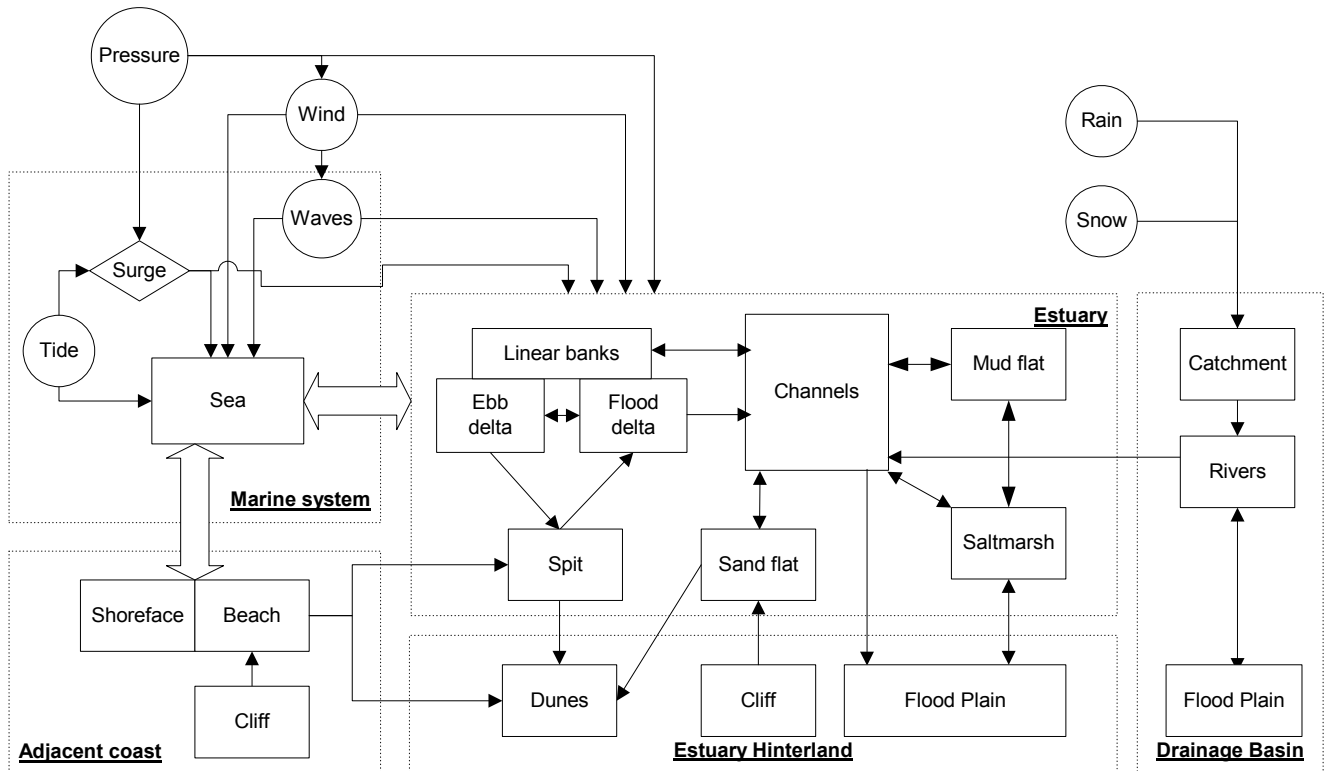 Pressure
Wind
Rain
Waves
Snow
Surge
Estuary
Tide
Linear banks
Mud flat
Catchment
Sea
Ebb
delta
Flood
delta
Channels
Rivers
Marine system
Saltmarsh
Spit
Sand flat
Shoreface
Beach
Dunes
Cliff
Flood Plain
Flood Plain
Cliff
Adjacent coast
Estuary Hinterland
Drainage Basin